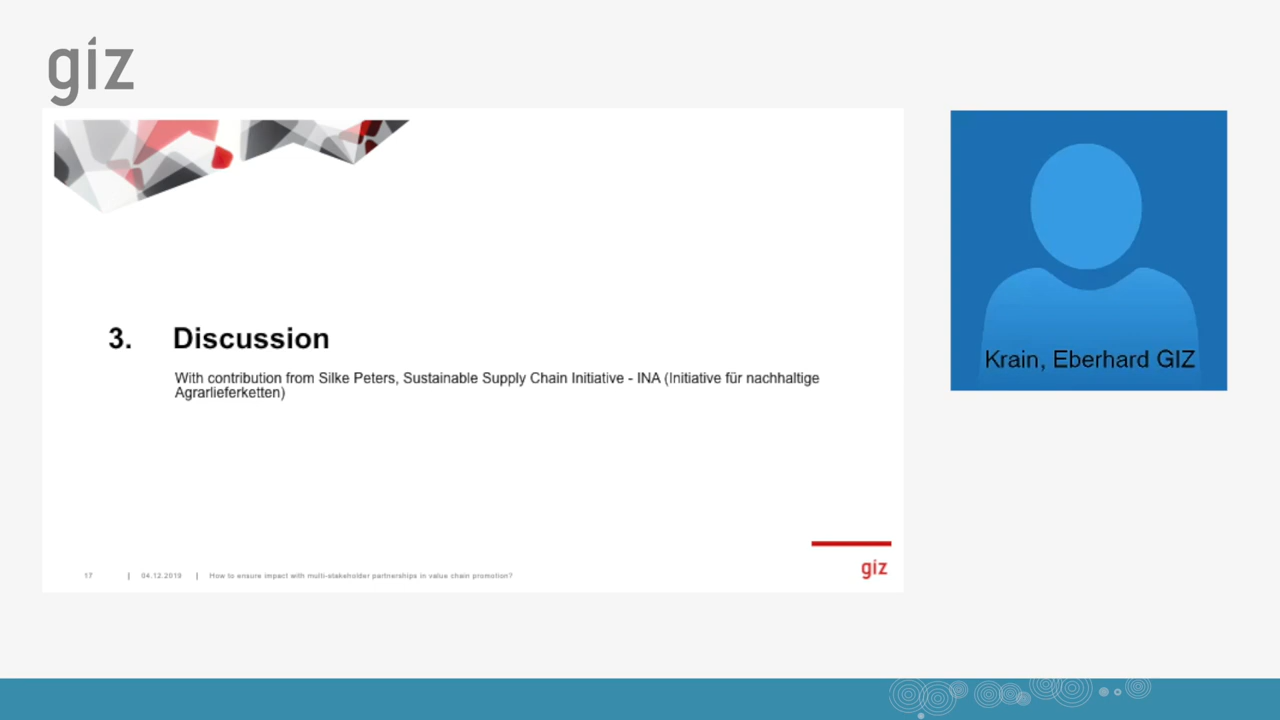 giz
3. Discussion
With contribution from Silke Peters, Sustainable Supply Chain Initiative - INA (Initiative für nachhaltige
Agrarlieferketten)
Krain, Eberhard GIZ
giz
17 | 04.12.2019 | How to ensure impact with multi-stakeholder partnerships in value chain promotion?